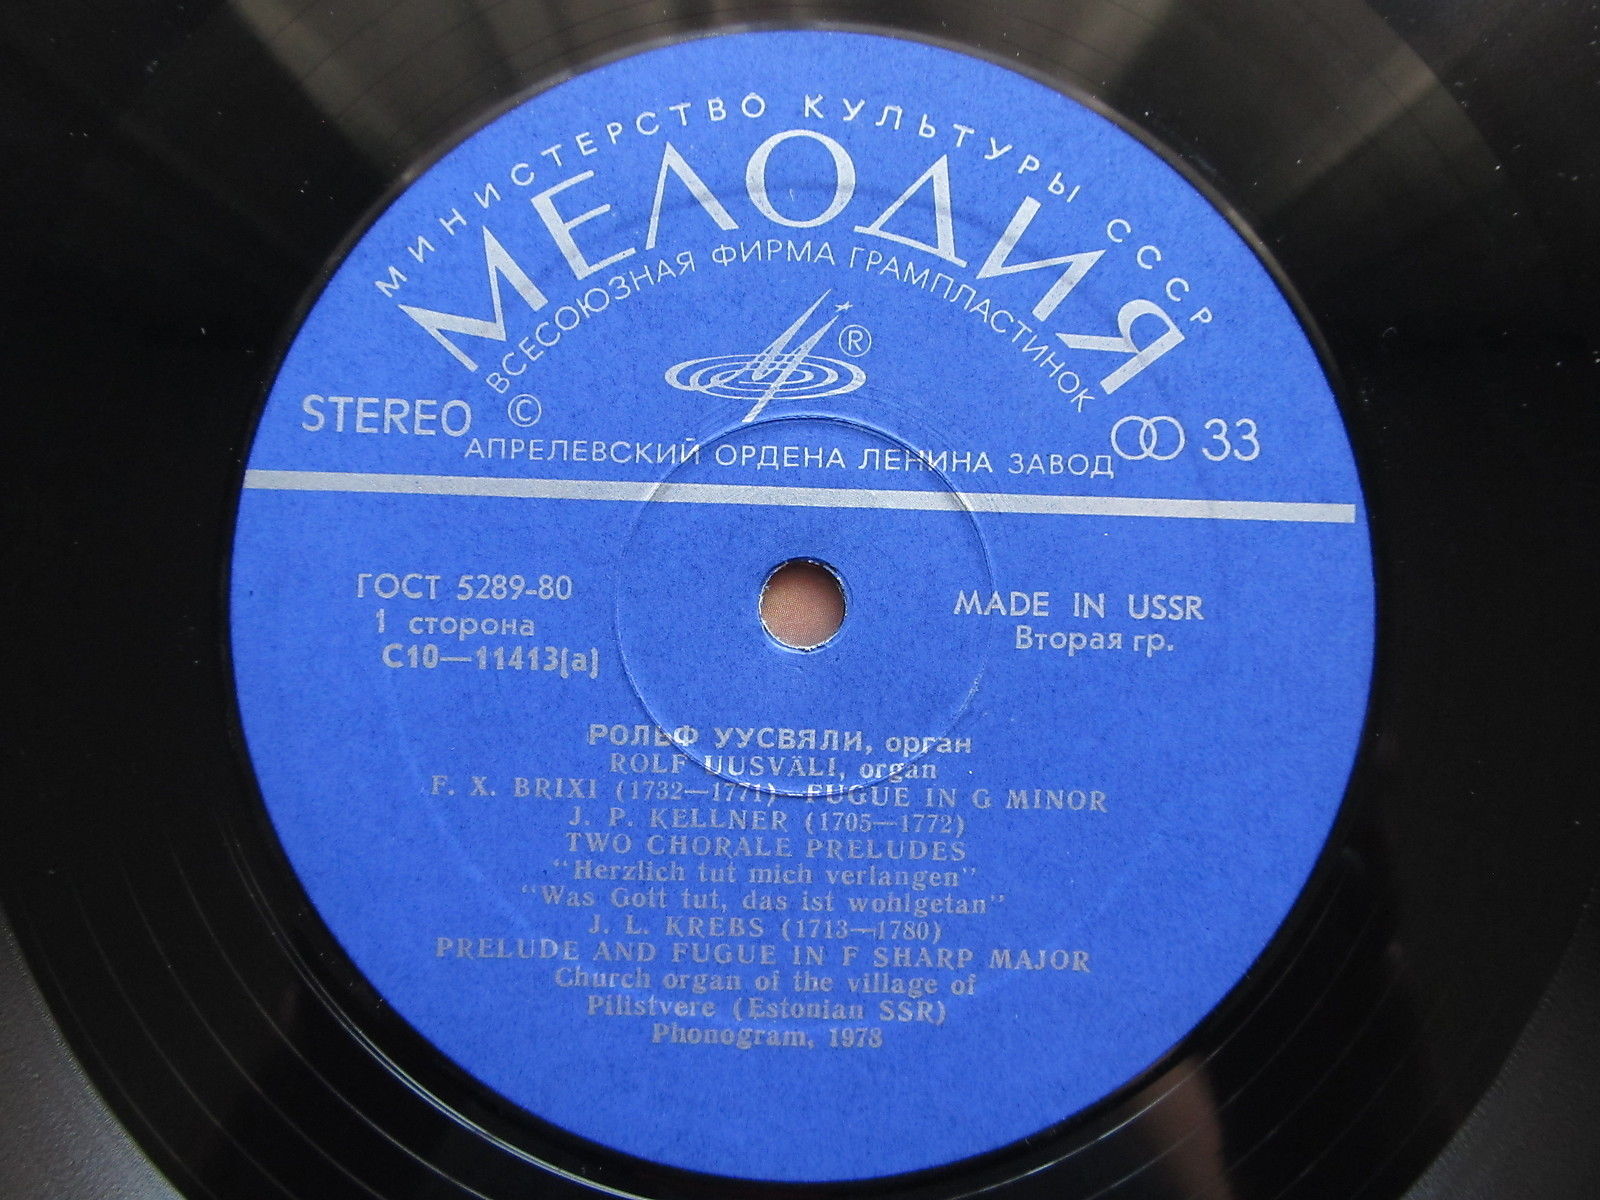 МИНИСТЕРСТВО КУЛЬТУРЫ СССР
МЕЛОДИЯ
ВСЕСОЮЗНАЯ ФИРМА ГРАМПЛАСТИНОК
®
STEREO
©
33
АПРЕЛЕВСКИЙ ОРДЕНА ЛЕНИНА ЗАВОД
ГОСТ 5289-80
1 сторона
С10—11413(а)
MADE IN USSR
Вторая гр.
РОЛЬФ УУСВЯЛИ, орган
ROLF UUSVÄLI, organ
F. X. BRIXI (1732—1771)—FUGUE IN G MINOR
J. P. KELLNER (1705—1772)
TWO CHORALE PRELUDES
“Herzlich tut mich verlangen”
“Was Gott tut, das ist wohlgetan”
J. L. KREBS (1713—1780)
PRELUDE AND FUGUE IN F SHARP MAJOR
Church organ of the village of
Pilistvere (Estonian SSR)
Phonogram, 1978